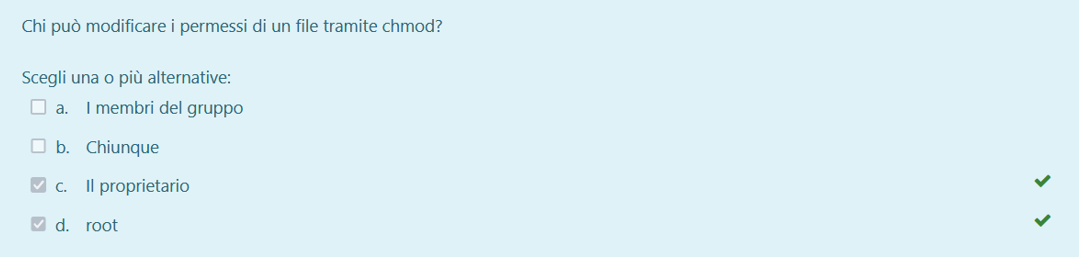 Chi può modificare i permessi di un file tramite chmod?
Scegli una o più alternative:
a. I membri del gruppo
b. Chiunque
c. Il proprietario
d. root